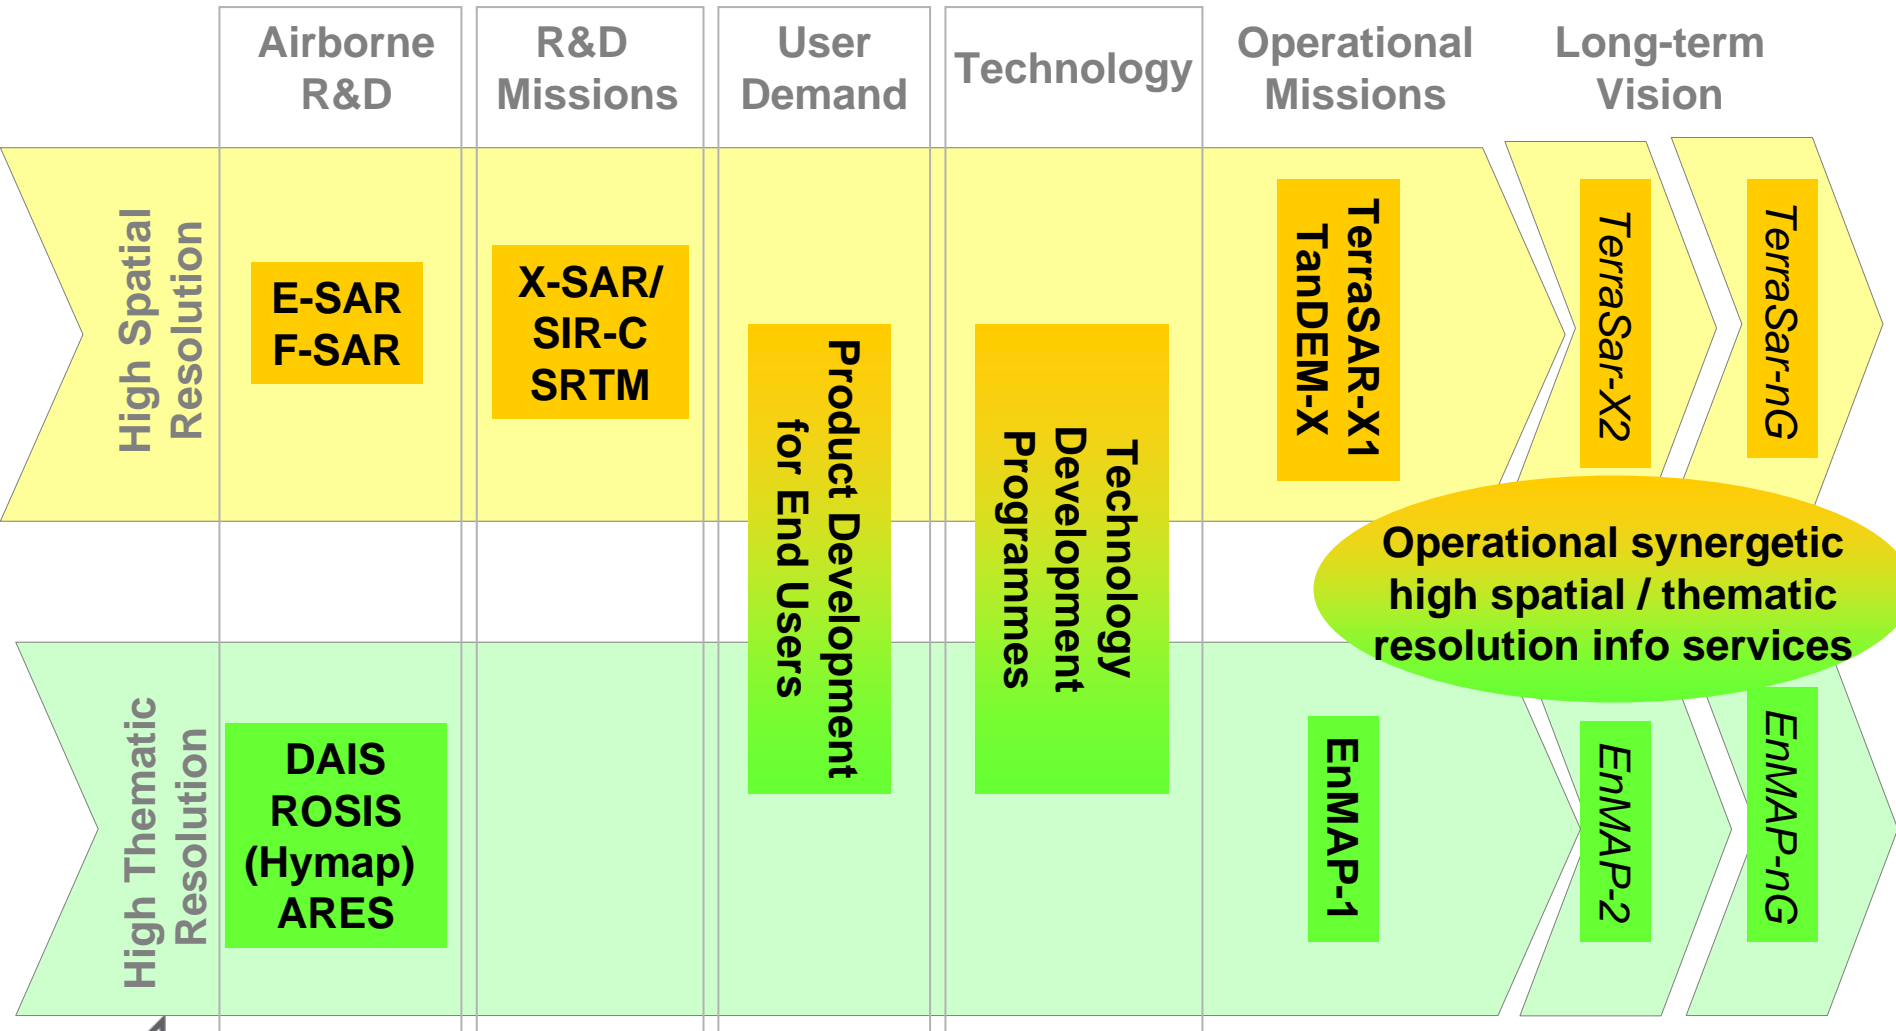 Airborne
R&D
R&D
Missions
User
Demand
Technology
Operational
Missions
Long-term
Vision
High Spatial
Resolution
E-SAR
F-SAR
X-SAR/
SIR-C
SRTM
Product Development
for End Users
Technology
Development
Programmes
TerraSAR-X1
TanDEM-X
TerraSar-X2
TerraSar-nG
Operational synergetic
high spatial / thematic
resolution info services
High Thematic
Resolution
DAIS
ROSIS
(Hymap)
ARES
EnMAP-1
EnMAP-2
EnMAP-nG